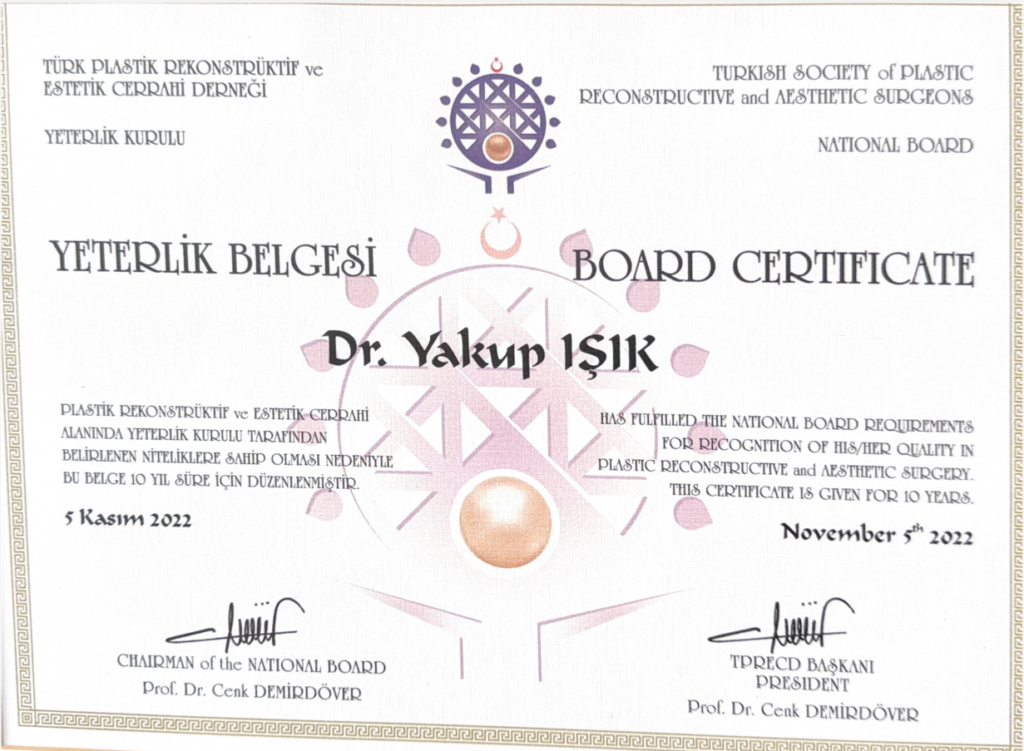 TÜRK PLASTİK REKONSTRÜKTİF ve
ESTETİK CERRAHİ DERNEĞİ
YETERLİK KURULU
TURKISH SOCIETY of PLASTIC
RECONSTRUCTIVE and AESTHETIC SURGEONS
NATIONAL BOARD
YETERLİK BELGESİ
BOARD CERTIFICATE
Dr. Yakup IŞIK
PLASTİK REKONSTRÜKTİF ve ESTETİK CERRAHİ
ALANINDA YETERLİK KURULU TARAFINDAN
BELİRLENEN NİTELİKLERE SAHİP OLMASI NEDENİYLE
BU BELGE 10 YIL SÜRE İÇİN DÜZENLENMİŞTİR.
5 Kasım 2022
HAS FULFILLED THE NATIONAL BOARD REQUIREMENTS
FOR RECOGNITION OF HIS/HER QUALITY IN
PLASTIC RECONSTRUCTIVE and AESTHETIC SURGERY.
THIS CERTIFICATE IS GIVEN FOR 10 YEARS.
November 5th 2022
CHAIRMAN of the NATIONAL BOARD
Prof. Dr. Cenk DEMİRDÖVER
TPRECD BAŞKANI
PRESIDENT
Prof. Dr. Cenk DEMİRDÖVER